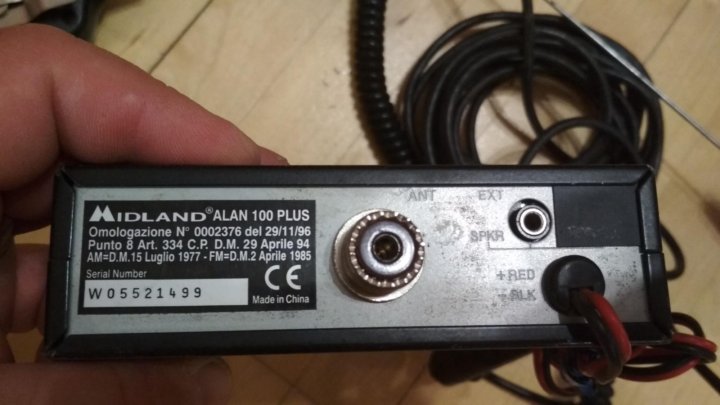 MIDLAND® ALAN 100 PLUS
Omologazione N° 0002376 del 29/11/96
Punto 8 Art. 334 C.P. D.M. 29 Aprile 94
AM=D.M.15 Luglio 1977 - FM=D.M.2 Aprile 1985
Serial Number
W05521499
CE
Made in China
ANT
EXT
SPKR
+RED
-BLK